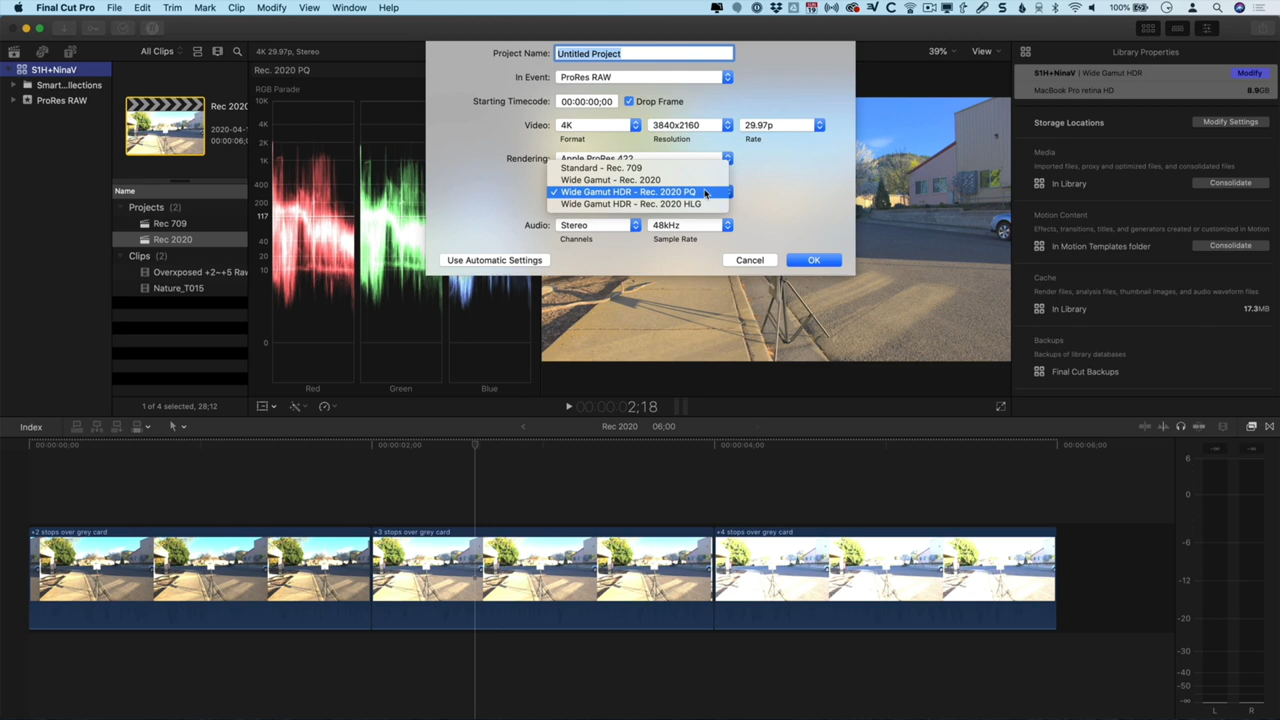 Final Cut Pro File Edit Trim Mark Clip Modify View Window Help 100%
All Clips 4K 29.97p, Stereo 39% View Library Properties
S1H+NinaV Rec. 2020 PQ
Smart...llections
ProRes RAW
RGB Parade
10K
4K
2K
1K
400
200
117
40
20
10
0
Red Green Blue
Rec 2020
2020-04-1
00:00:06;0
Name
Projects (2)
Rec 709
Rec 2020
Clips (2)
Overexposed +2~+5 Raw
Nature_T015
1 of 4 selected, 28;12
Project Name: Untitled Project
In Event: ProRes RAW
Starting Timecode: 00:00:00;00 Drop Frame
Video: 4K 3840x2160 29.97p
Format Resolution Rate
Rendering: Apple ProRes 422
Standard - Rec. 709
Wide Gamut - Rec. 2020
✓ Wide Gamut HDR - Rec. 2020 PQ
Wide Gamut HDR - Rec. 2020 HLG
Audio: Stereo 48kHz
Channels Sample Rate
Use Automatic Settings Cancel OK
S1H+NinaV | Wide Gamut HDR Modify
MacBook Pro retina HD 8.9GB
Storage Locations Modify Settings
Media
Imported files, proxy and optimized files, and consolidated files
In Library Consolidate
Motion Content
Effects, transitions, titles, and generators created or customized in Motion
In Motion Templates folder Consolidate
Cache
Render files, analysis files, thumbnail images, and audio waveform files
In Library 17.3MB
Backups
Backups of library databases
Final Cut Backups
00:00:02;18
Index Rec 2020 06;00
00:00:00;00 00:00:02;00 00:00:04;00 00:00:06;00
+2 stops over grey card +3 stops over grey card +4 stops over grey card
-∞ -∞
6
0
-6
-12
-20
-30
-40
-50
-∞
L R